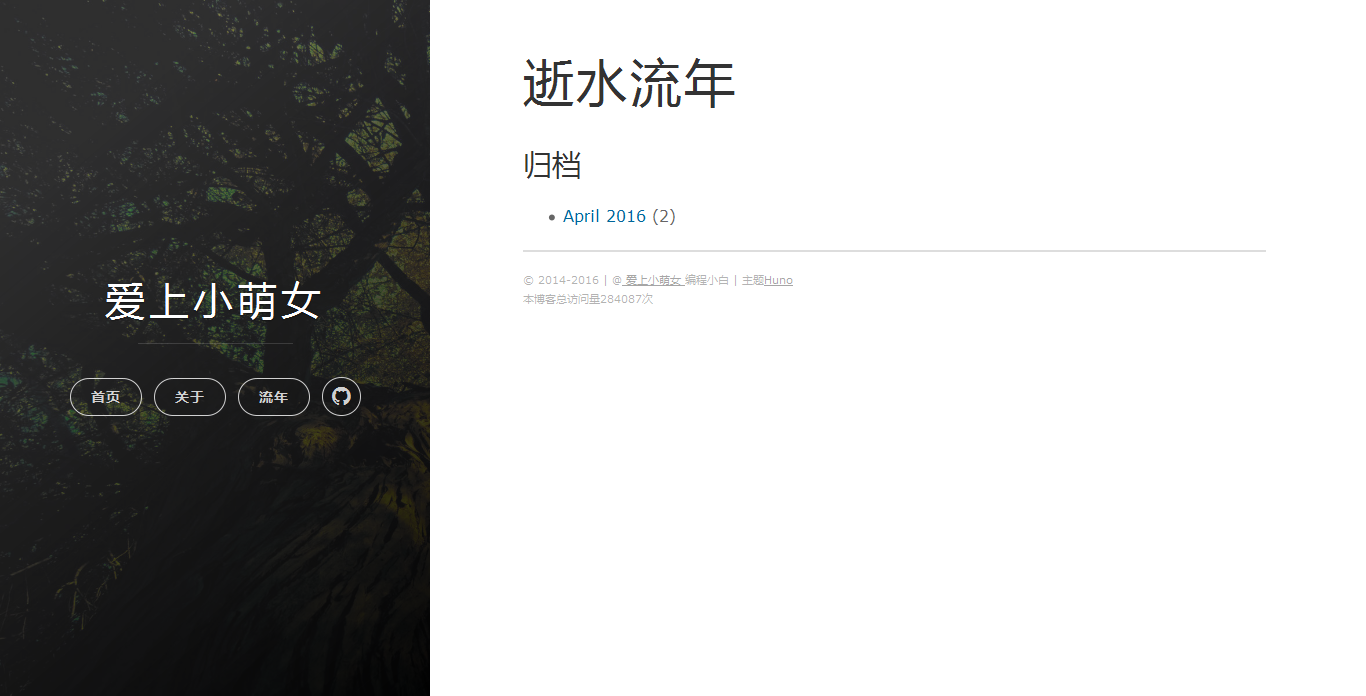 爱上小萌女
首页 关于 流年
逝水流年
归档
April 2016 (2)
© 2014-2016 | @ 爱上小萌女 编程小白 | 主题Huno
本博客总访问量284087次